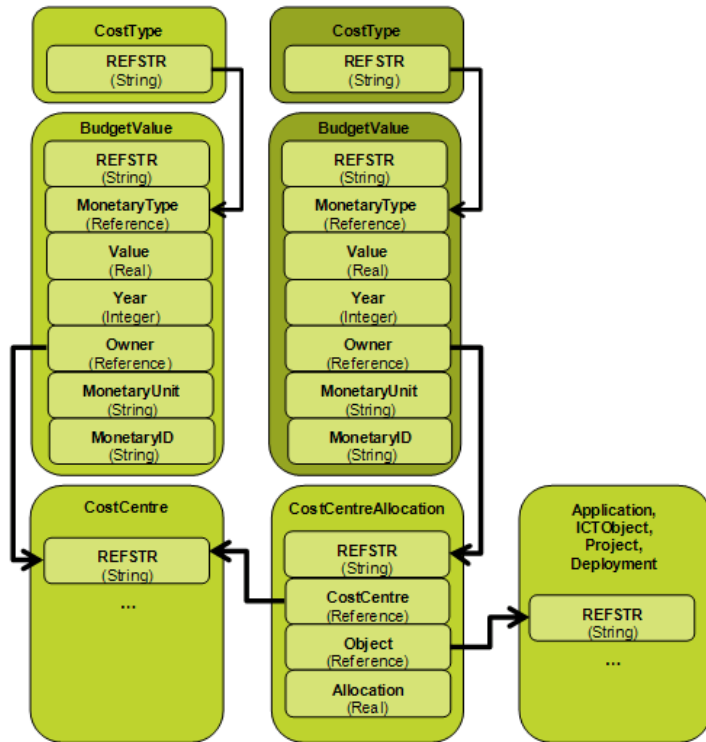 CostType
REFSTR
(String)
CostType
REFSTR
(String)
BudgetValue
REFSTR
(String)
MonetaryType
(Reference)
Value
(Real)
Year
(Integer)
Owner
(Reference)
MonetaryUnit
(String)
MonetaryID
(String)
BudgetValue
REFSTR
(String)
MonetaryType
(Reference)
Value
(Real)
Year
(Integer)
Owner
(Reference)
MonetaryUnit
(String)
MonetaryID
(String)
CostCentre
REFSTR
(String)
...
CostCentreAllocation
REFSTR
(String)
CostCentre
(Reference)
Object
(Reference)
Allocation
(Real)
Application,
ICTObject,
Project,
Deployment
REFSTR
(String)
...